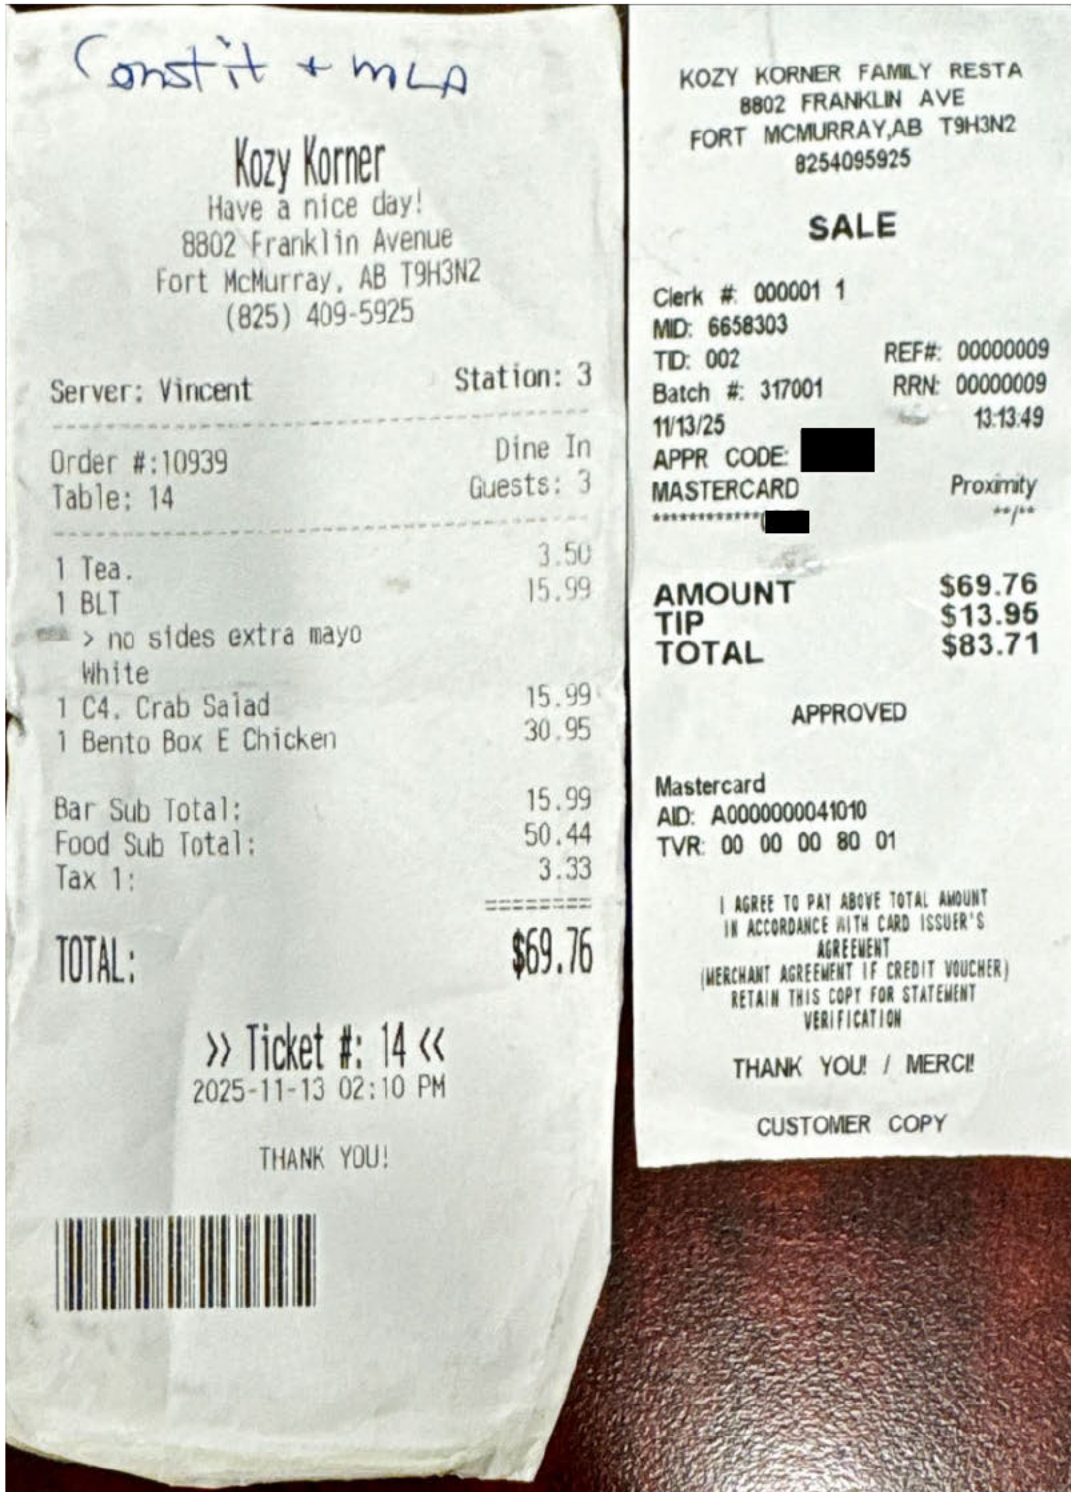 Constit + MLA
Kozy Korner
Have a nice day!
8802 Franklin Avenue
Fort McMurray, AB T9H3N2
(825) 409-5925
Server: Vincent Station: 3
Order #:10939 Dine In
Table: 14 Guests: 3
1 Tea. 3.50
1 BLT 15.99
> no sides extra mayo
White
1 C4. Crab Salad 15.99
1 Bento Box E Chicken 30.95
Bar Sub Total: 15.99
Food Sub Total: 50.44
Tax 1: 3.33
========
TOTAL: $69.76
>> Ticket #: 14 <<
2025-11-13 02:10 PM
THANK YOU!
KOZY KORNER FAMILY RESTA
8802 FRANKLIN AVE
FORT MCMURRAY,AB T9H3N2
8254095925
SALE
Clerk #: 000001 1
MID: 6658303
TID: 002 REF#: 00000009
Batch #: 317001 RRN: 00000009
11/13/25 13:13:49
APPR CODE:
MASTERCARD Proximity
************ **/**
AMOUNT $69.76
TIP $13.95
TOTAL $83.71
APPROVED
Mastercard
AID: A0000000041010
TVR: 00 00 00 80 01
I AGREE TO PAY ABOVE TOTAL AMOUNT
IN ACCORDANCE WITH CARD ISSUER'S
AGREEMENT
(MERCHANT AGREEMENT IF CREDIT VOUCHER)
RETAIN THIS COPY FOR STATEMENT
VERIFICATION
THANK YOU! / MERCI!
CUSTOMER COPY